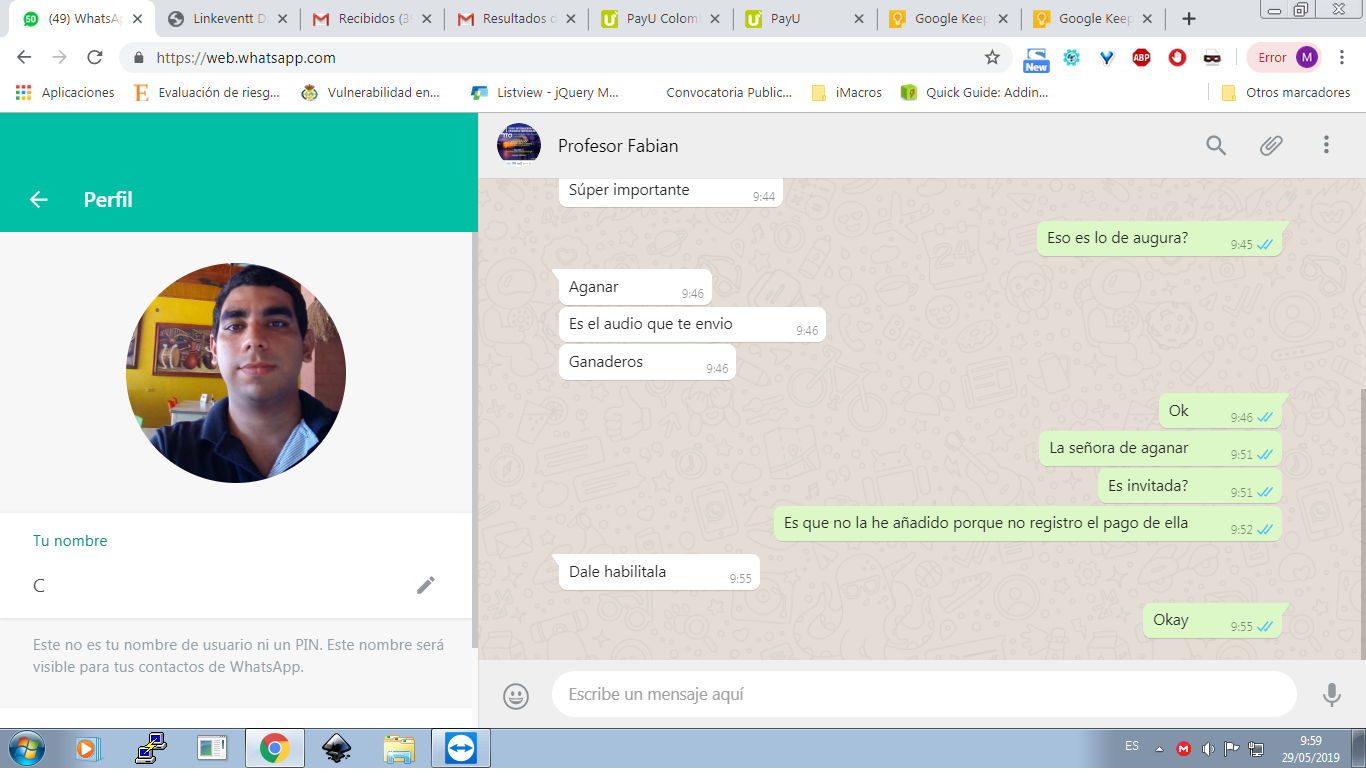 (49) WhatsA
Linkeventt D
Recibidos (3
Resultados d
PayU Colom
PayU
Google Keep
Google Keep
https://web.whatsapp.com
New
ABP
Error
M
Aplicaciones
Evaluación de riesg...
Vulnerabilidad en...
Listview - jQuery M...
Convocatoria Public...
iMacros
Quick Guide: Addin...
Otros marcadores
Perfil
Tu nombre
C
Este no es tu nombre de usuario ni un PIN. Este nombre será
visible para tus contactos de WhatsApp.
Profesor Fabian
Súper importante 9:44
Eso es lo de augura? 9:45
Aganar 9:46
Es el audio que te envio 9:46
Ganaderos 9:46
Ok 9:46
La señora de aganar 9:51
Es invitada? 9:51
Es que no la he añadido porque no registro el pago de ella 9:52
Dale habilitala 9:55
Okay 9:55
Escribe un mensaje aquí
ES
9:59
29/05/2019